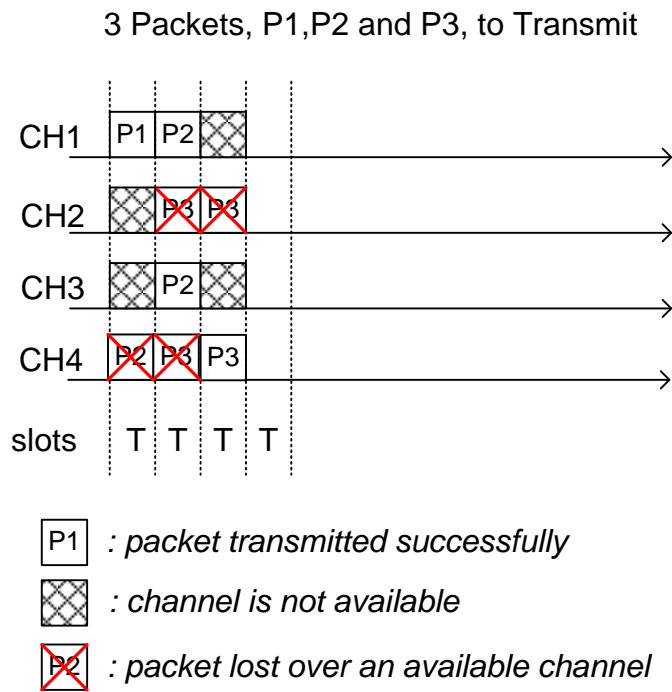 3 Packets, P1,P2 and P3, to Transmit
CH1 P1 P2
CH2 P3 P3
CH3 P2
CH4 P2 P3 P3
slots T T T T
P1 : packet transmitted successfully
: channel is not available
P2 : packet lost over an available channel